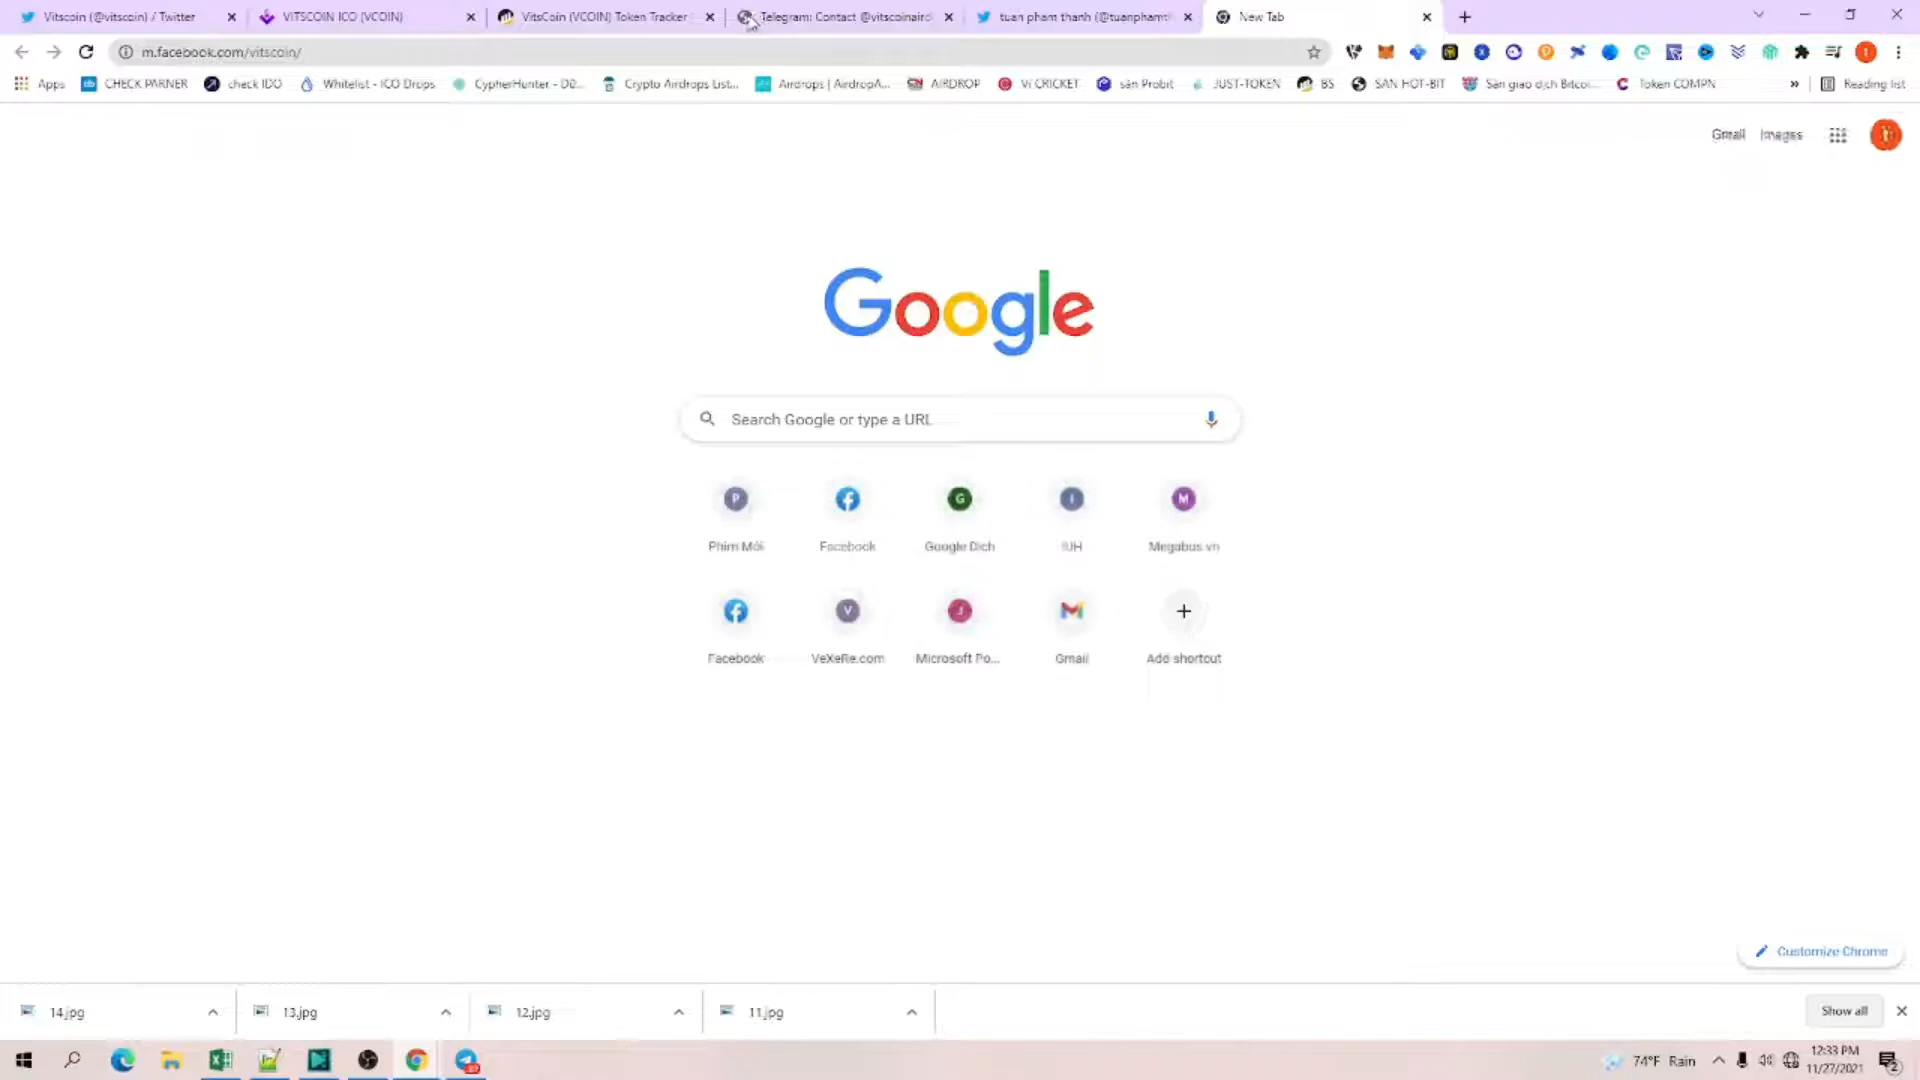 Vitscoin (@vitscoin) / Twitter
VITSCOIN ICO (VCOIN)
VitsCoin (VCOIN) Token Tracker
Telegram: Contact @vitscoinaird
tuan pham thanh (@tuanphamt
New Tab
m.facebook.com/vitscoin/
Apps
CHECK PARNER
check IDO
Whitelist - ICO Drops
CypherHunter - Dữ...
Crypto Airdrops List...
Airdrops | AirdropA...
AIRDROP
Ví CRICKET
sàn Probit
JUST-TOKEN
BS
SAN HOT-BIT
Sàn giao dịch Bitcoi...
Token COMPN
Reading list
Gmail
Images
Google
Search Google or type a URL
Phim Mới
Facebook
Google Dịch
IUH
Megabus.vn
Facebook
VeXeRe.com
Microsoft Po...
Gmail
Add shortcut
Customize Chrome
14.jpg
13.jpg
12.jpg
11.jpg
Show all
74°F Rain
12:33 PM
11/27/2021